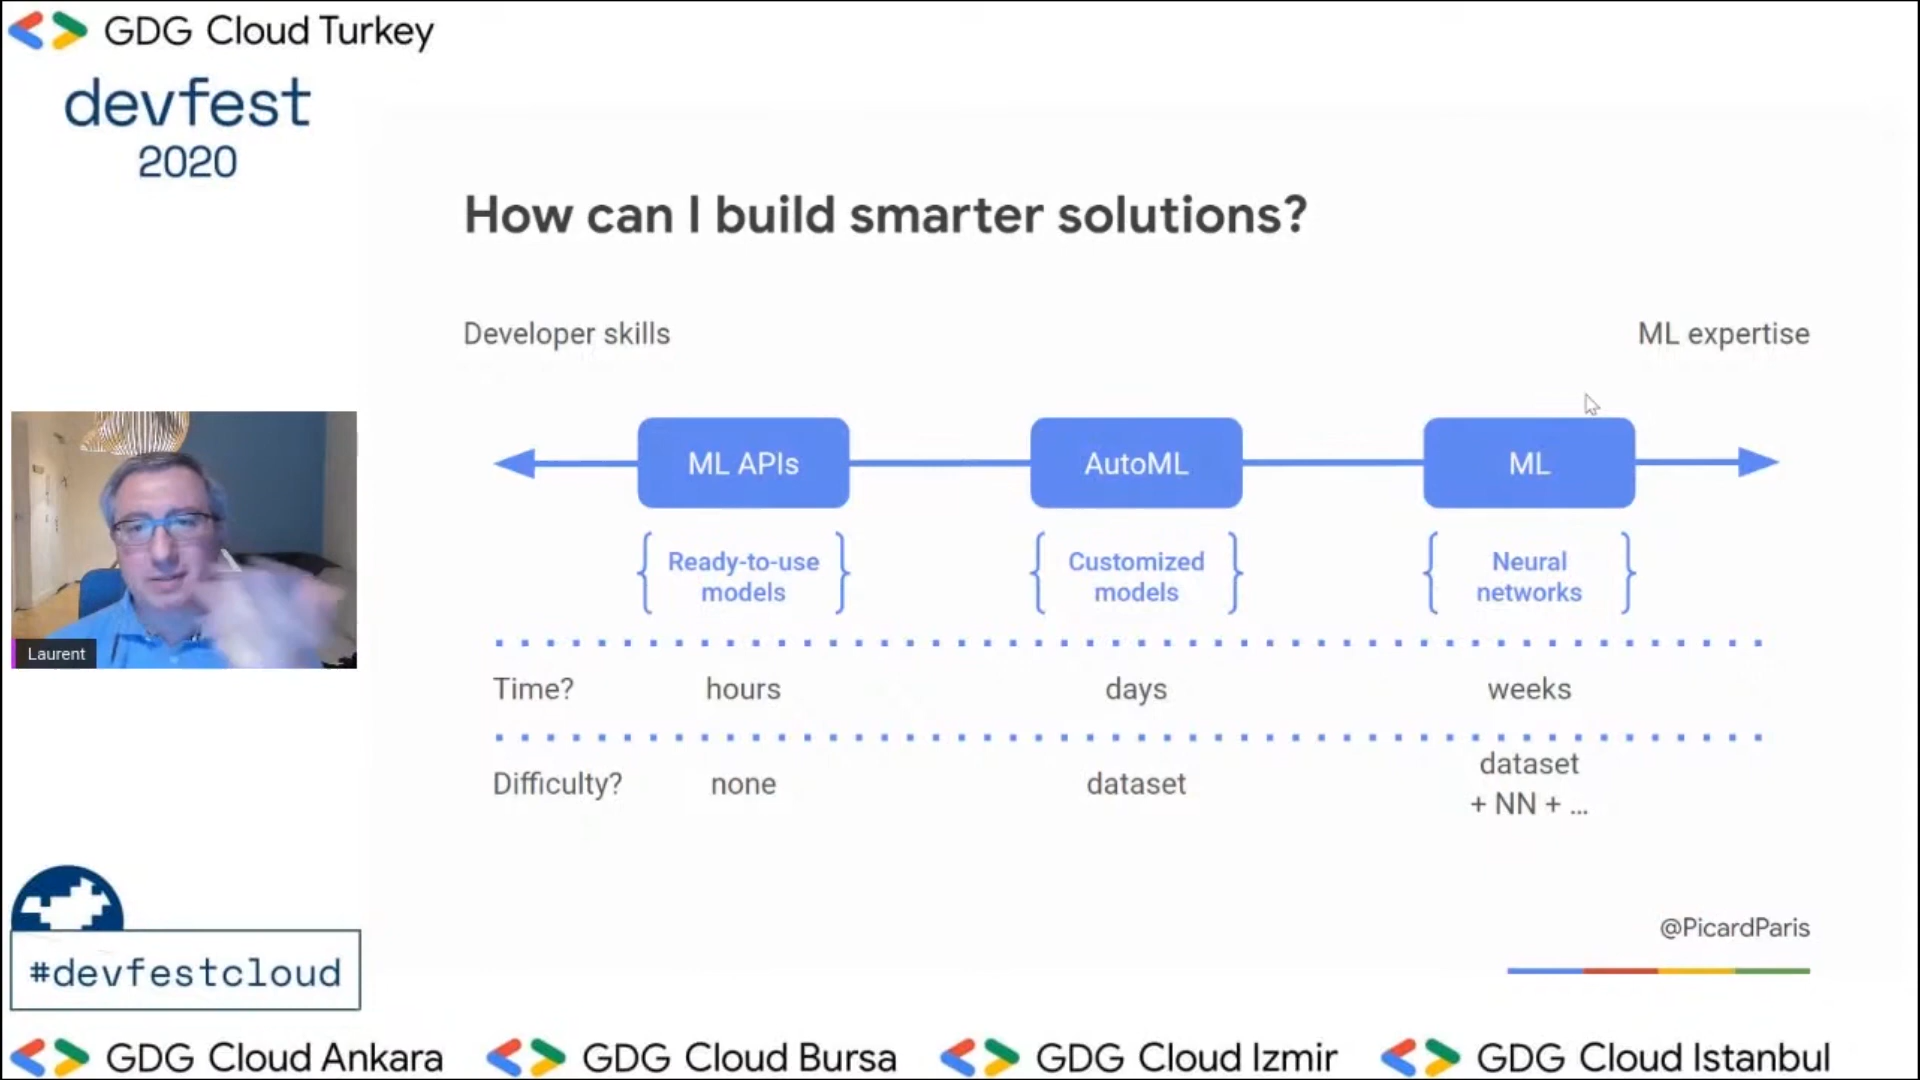 GDG Cloud Turkey
devfest
2020
How can I build smarter solutions?
Developer skills
ML expertise
ML APIs
AutoML
ML
Ready-to-use
models
Customized
models
Neural
networks
Laurent
Time?
hours
days
weeks
Difficulty?
none
dataset
dataset
+ NN + ...
@PicardParis
#devfestcloud
GDG Cloud Ankara
GDG Cloud Bursa
GDG Cloud Izmir
GDG Cloud Istanbul